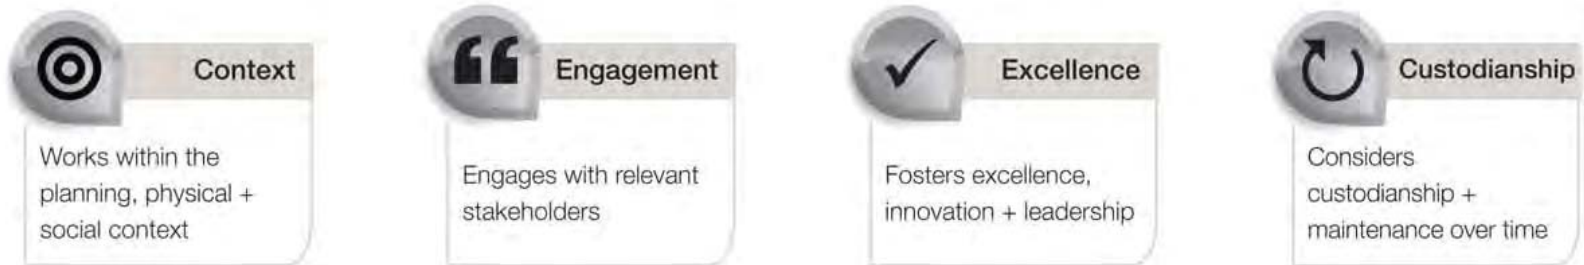 Context
Works within the
planning, physical +
social context
Engagement
Engages with relevant
stakeholders
Excellence
Fosters excellence,
innovation + leadership
Custodianship
Considers
custodianship +
maintenance over time